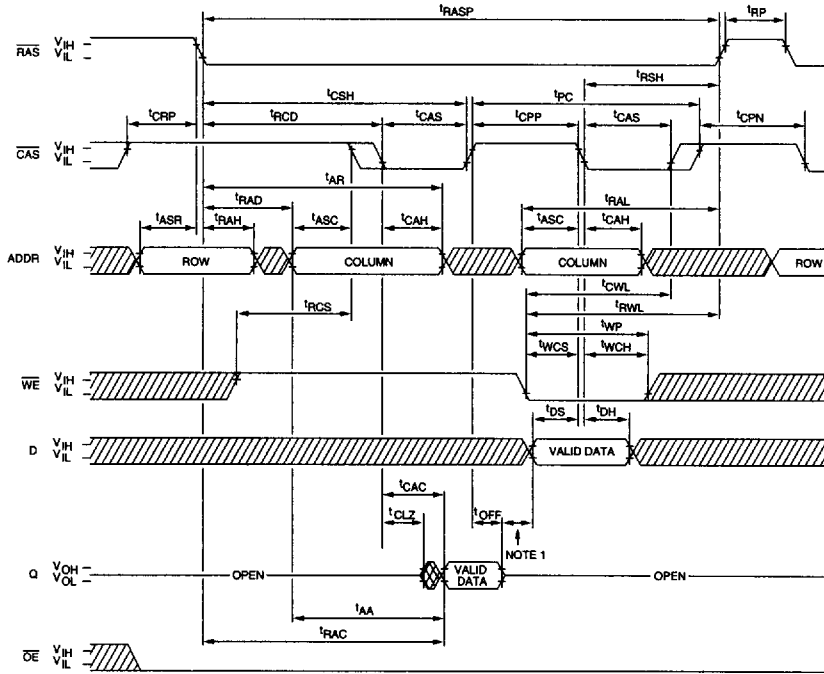 tRASP
tRP
RAS
VIH
VIL
tRSH
tCSH
tPC
tCRP
tRCD
tCAS
tCPP
tCAS
tCPN
CAS
VIH
VIL
tAR
tRAD
tRAL
tASR
tRAH
tASC
tCAH
tASC
tCAH
ADDR
VIH
VIL
ROW
COLUMN
COLUMN
ROW
tCWL
tRCS
tRWL
tWP
tWCS
tWCH
WE
VIH
VIL
tDS
tDH
D
VIH
VIL
VALID DATA
tCAC
tCLZ
tOFF
NOTE 1
Q
VOH
VOL
OPEN
VALID
DATA
OPEN
tAA
tRAC
OE
VIH
VIL